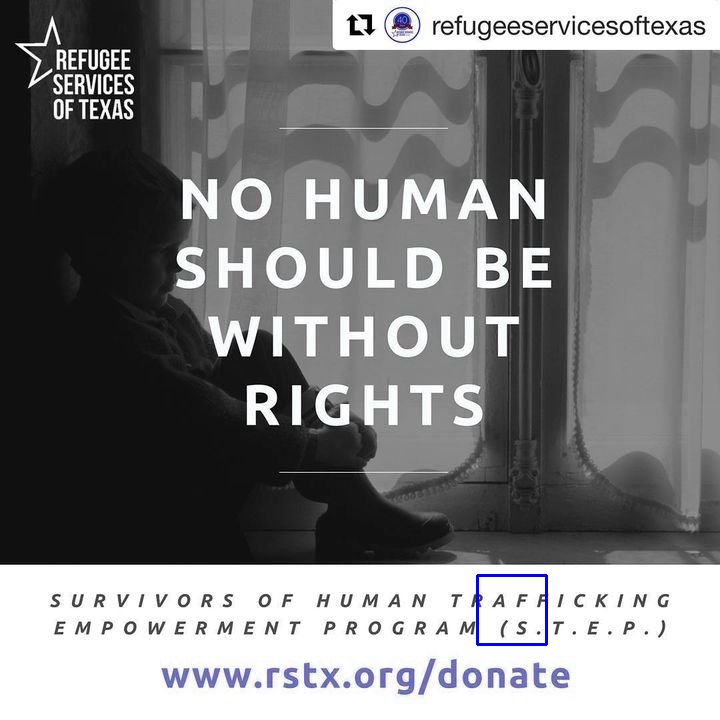 refugeeservicesoftexas
REFUGEE
SERVICES
OF TEXAS
NO HUMAN
SHOULD BE
WITHOUT
RIGHTS
SURVIVORS OF HUMAN TRAFFICKING
EMPOWERMENT PROGRAM (S.T.E.P.)
www.rstx.org/donate